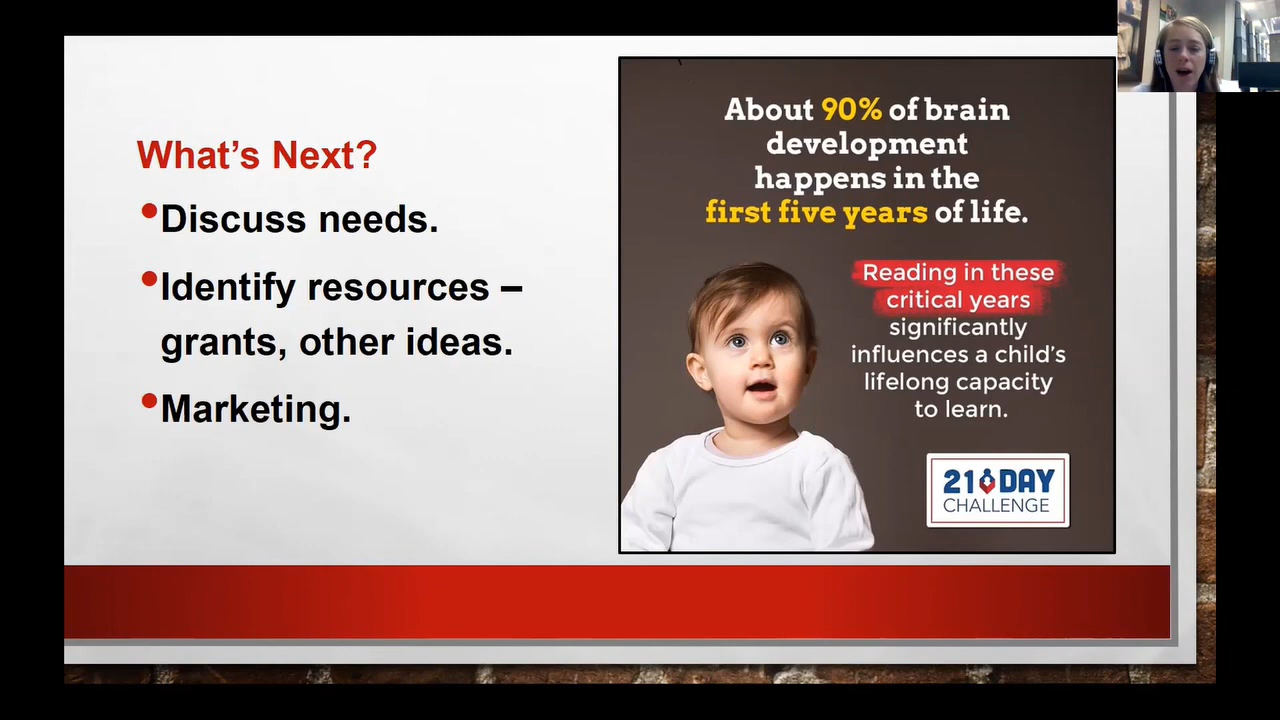 What's Next?
•Discuss needs.
•Identify resources –
grants, other ideas.
•Marketing.
About 90% of brain
development
happens in the
first five years of life.
Reading in these
critical years
significantly
influences a child's
lifelong capacity
to learn.
21 DAY
CHALLENGE